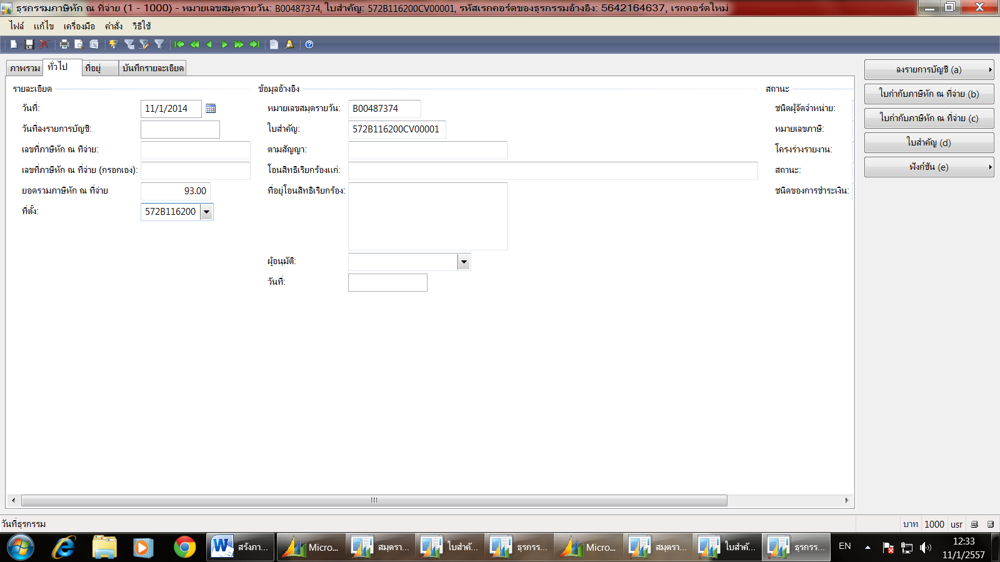 ธุรกรรมภาษีหัก ณ ที่จ่าย (1 - 1000) - หมายเลขสมุดรายวัน: B00487374, ใบสำคัญ: 572B116200CV00001, รหัสเรกคอร์ดของธุรกรรมอ้างอิง: 5642164637, เรกคอร์ดใหม่
ไฟล์ แก้ไข เครื่องมือ คำสั่ง วิธีใช้
ภาพรวม ทั่วไป ที่อยู่ บันทึกรายละเอียด
รายละเอียด
วันที่: 11/1/2014
วันที่ลงรายการบัญชี:
เลขที่ภาษีหัก ณ ที่จ่าย:
เลขที่ภาษีหัก ณ ที่จ่าย (กรอกเอง):
ยอดรวมภาษีหัก ณ ที่จ่าย 93.00
ที่ตั้ง: 572B116200
ข้อมูลอ้างอิง
หมายเลขสมุดรายวัน: B00487374
ใบสำคัญ: 572B116200CV00001
ตามสัญญา:
โอนสิทธิเรียกร้องแก่:
ที่อยู่โอนสิทธิเรียกร้อง:
ผู้อนุมัติ:
วันที่:
สถานะ
ชนิดผู้จัดจำหน่าย:
หมายเลขภาษี:
โครงร่างรายงาน:
สถานะ:
ชนิดของการชำระเงิน:
ลงรายการบัญชี (a)
ใบกำกับภาษีหัก ณ ที่จ่าย (b)
ใบกำกับภาษีหัก ณ ที่จ่าย (c)
ใบสำคัญ (d)
ฟังก์ชัน (e)
วันที่ธุรกรรม
บาท 1000 usr
สร้งภา... Micro... สมุดรา... ใบสำคั... ธุรกรร... Micro... สมุดรา... ใบสำคั... ธุรกรร...
EN
12:33
11/1/2557